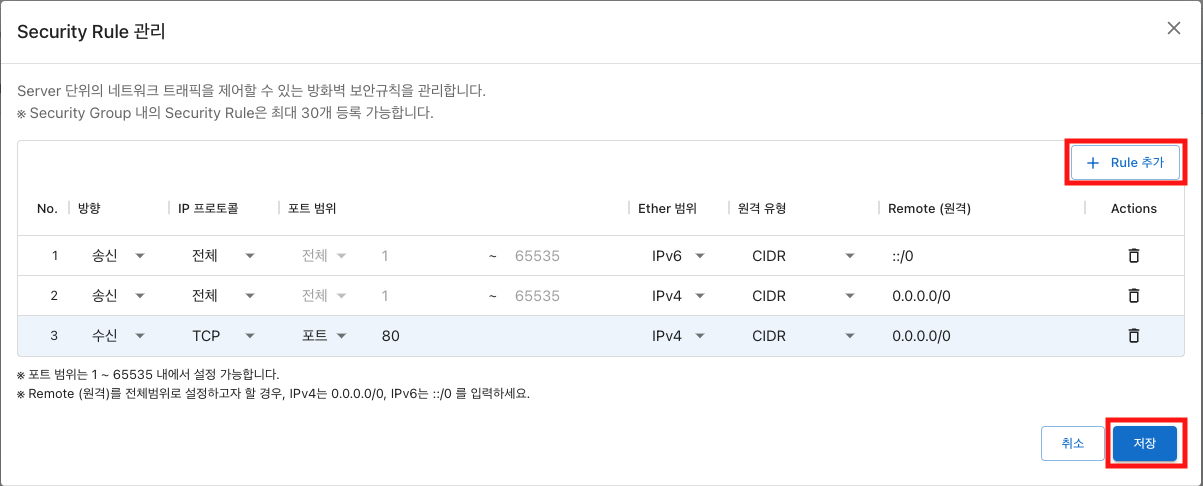 Security Rule 관리
Server 단위의 네트워크 트래픽을 제어할 수 있는 방화벽 보안규칙을 관리합니다.
※ Security Group 내의 Security Rule은 최대 30개 등록 가능합니다.
+ Rule 추가
No. 방향 IP 프로토콜 포트 범위 Ether 범위 원격 유형 Remote (원격) Actions
1 송신 전체 전체 1 ~ 65535 IPv6 CIDR ::/0
2 송신 전체 전체 1 ~ 65535 IPv4 CIDR 0.0.0.0/0
3 수신 TCP 포트 80 IPv4 CIDR 0.0.0.0/0
※ 포트 범위는 1 ~ 65535 내에서 설정 가능합니다.
※ Remote (원격)를 전체범위로 설정하고자 할 경우, IPv4는 0.0.0.0/0, IPv6는 ::/0 를 입력하세요.
취소 저장